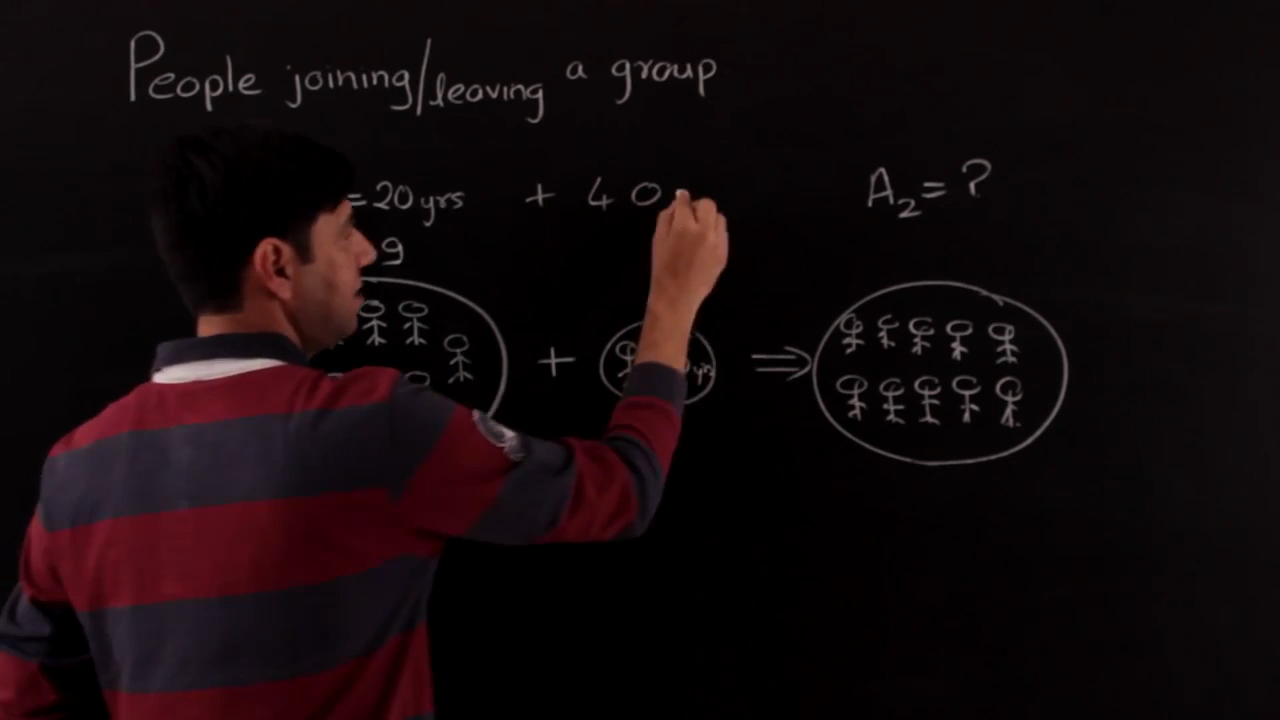 People joining/leaving a group
=20 yrs + 40 A2 = ?
9
+ ⇒